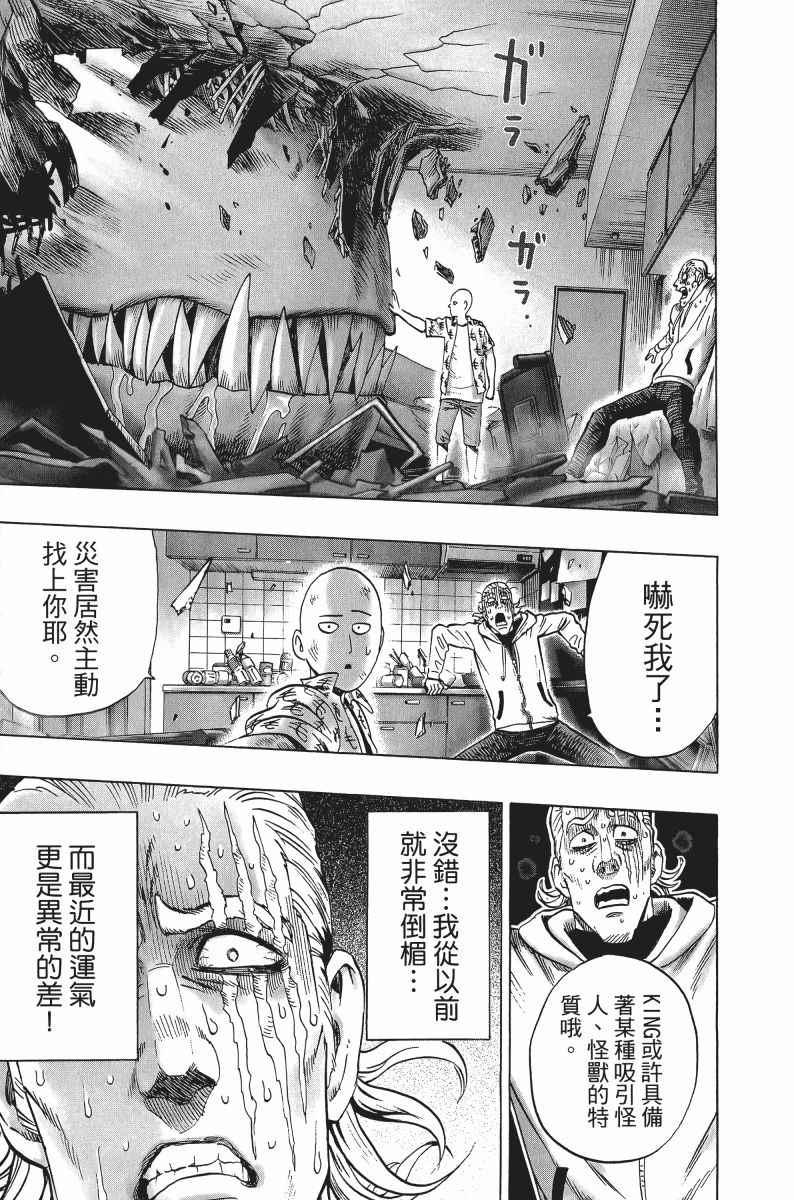 ガ
ラ
ガ
ラ…
嚇死我了…
災害居然主動
找上你耶。
KING或許具備
著某種吸引怪
人、怪獸的特
質哦。
沒錯…我從以前
就非常倒楣…
而最近的運氣
更是異常的差！